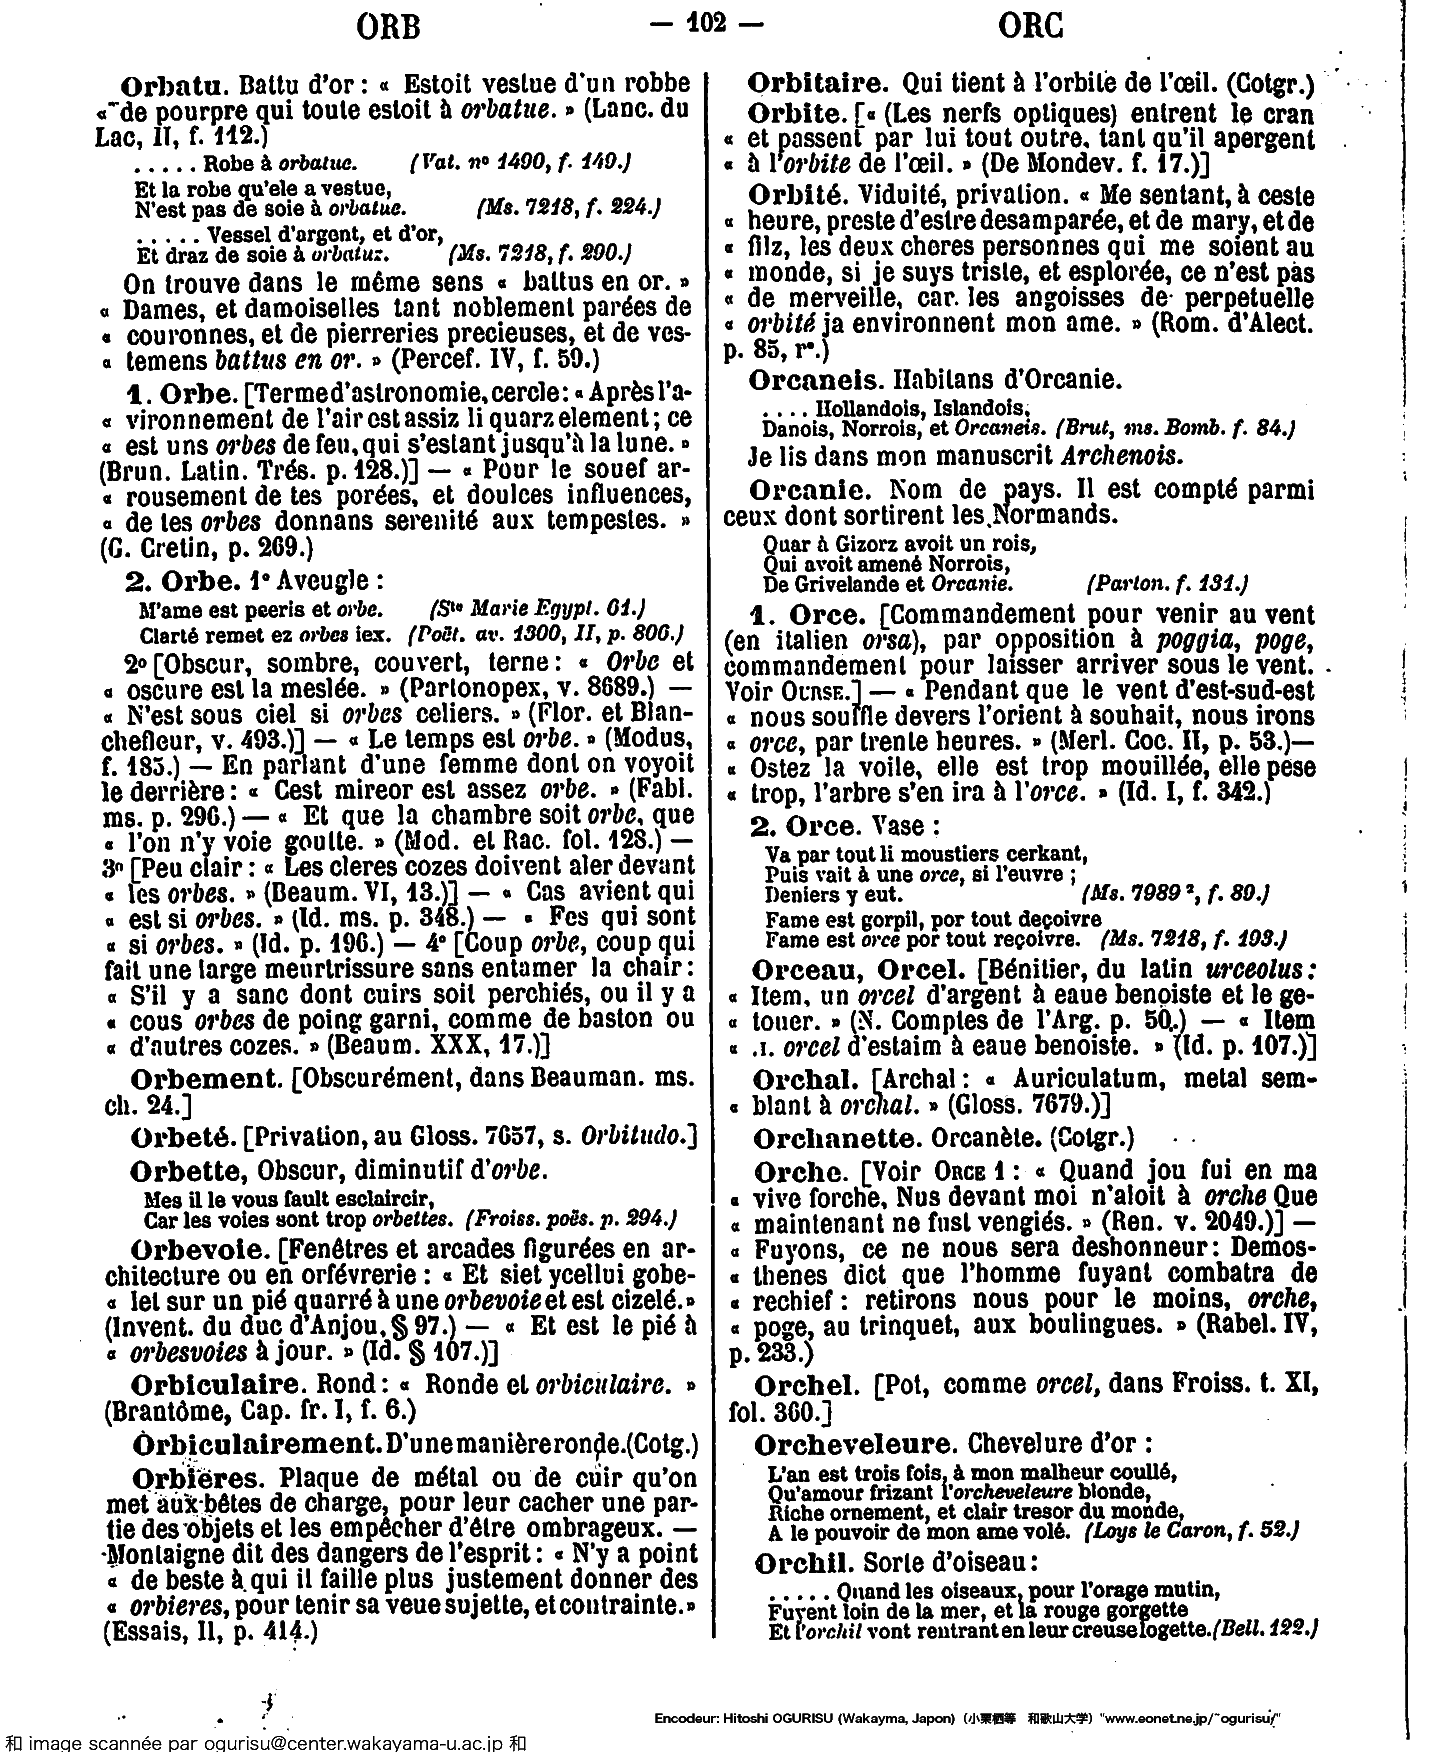 ORB
— 102 —
ORC
Orbatu. Battu d'or : « Estoit vestue d'un robbe
« de pourpre qui toute estoit à orbatue. » (Lanc. du
Lac, II, f. 112.)
..... Robe à orbatue. (Vat. nº 1490, f. 140.)
Et la robe qu'ele a vestue,
N'est pas de soie à orbatue. (Ms. 7218, f. 224.)
..... Vessel d'argent, et d'or,
Et draz de soie à orbatuz. (Ms. 7218, f. 290.)
On trouve dans le même sens « battus en or. »
« Dames, et damoiselles tant noblement parées de
« couronnes, et de pierreries precieuses, et de ves-
« temens battus en or. » (Percef. IV, f. 59.)
1. Orbe. [Terme d'astronomie, cercle : « Après l'a-
« vironnement de l'air est assiz li quarz element ; ce
« est uns orbes de feu, qui s'estant jusqu'à la lune. »
(Brun. Latin. Trés. p. 128.)] — « Pour le souef ar-
« rousement de tes porées, et doulces influences,
« de tes orbes donnans serenité aux tempestes. »
(G. Cretin, p. 269.)
2. Orbe. 1º Aveugle :
M'ame est peeris et orbe. (Ste Marie Egypt. 61.)
Clarté remet ez orbes iex. (Poët. av. 1300, II, p. 806.)
2º [Obscur, sombre, couvert, terne : « Orbe et
« oscure est la meslée. » (Partonopex, v. 8689.) —
« N'est sous ciel si orbes celiers. » (Flor. et Blan-
chefleur, v. 493.)] — « Le temps est orbe. » (Modus,
f. 185.) — En parlant d'une femme dont on voyoit
le derrière : « Cest mireor est assez orbe. » (Fabl.
ms. p. 296.) — « Et que la chambre soit orbe, que
« l'on n'y voie goutte. » (Mod. et Rac. fol. 128.) —
3º [Peu clair : « Les cleres cozes doivent aler devant
« les orbes. » (Beaum. VI, 13.)] — « Cas avient qui
« est si orbes. » (Id. ms. p. 348.) — « Fes qui sont
« si orbes. » (Id. p. 196.) — 4º [Coup orbe, coup qui
fait une large meurtrissure sans entamer la chair :
« S'il y a sanc dont cuirs soit perchiés, ou il y a
« cous orbes de poing garni, comme de baston ou
« d'autres cozes. » (Beaum. XXX, 17.)]
Orbement. [Obscurément, dans Beauman. ms.
ch. 24.]
Orbeté. [Privation, au Gloss. 7657, s. Orbitudo.]
Orbette, Obscur, diminutif d'orbe.
Mes il le vous fault esclaircir,
Car les voies sont trop orbettes. (Froiss. poës. p. 294.)
Orbevoie. [Fenêtres et arcades figurées en ar-
chitecture ou en orfévrerie : « Et siet ycellui gobe-
« let sur un pié quarré à une orbevoie et est cizelé. »
(Invent. du duc d'Anjou, § 97.) — « Et est le pié à
« orbesvoies à jour. » (Id. § 107.)]
Orbiculaire. Rond : « Ronde et orbiculaire. »
(Brantôme, Cap. fr. I, f. 6.)
Orbiculairement. D'une manière ronde. (Cotg.)
Orbieres. Plaque de métal ou de cuir qu'on
met aux bêtes de charge, pour leur cacher une par-
tie des objets et les empêcher d'être ombrageux. —
Montaigne dit des dangers de l'esprit : « N'y a point
« de beste à qui il faille plus justement donner des
« orbieres, pour tenir sa veue sujette, et contrainte. »
(Essais, II, p. 414.)
Orbitaire. Qui tient à l'orbite de l'œil. (Cotgr.)
Orbite. [« (Les nerfs optiques) entrent le cran
« et passent par lui tout outre, tant qu'il apergent
« à l'orbite de l'œil. » (De Mondev. f. 17.)]
Orbité. Viduité, privation. « Me sentant, à ceste
« heure, preste d'estre desamparée, et de mary, et de
« filz, les deux cheres personnes qui me soient au
« monde, si je suys triste, et esplorée, ce n'est pas
« de merveille, car les angoisses de perpetuelle
« orbité ja environnent mon ame. » (Rom. d'Alect.
p. 85, rº.)
Orcaneis. Habitans d'Orcanie.
.... Hollandois, Islandois,
Danois, Norrois, et Orcaneis. (Brut, ms. Bomb. f. 84.)
Je lis dans mon manuscrit Archenois.
Orcanie. Nom de pays. Il est compté parmi
ceux dont sortirent les Normands.
Quar à Gizorz avoit un rois,
Qui avoit amené Norrois,
De Grivelande et Orcanie. (Parton. f. 131.)
1. Orce. [Commandement pour venir au vent
(en italien orsa), par opposition à poggia, poge,
commandement pour laisser arriver sous le vent.
Voir OURSE.] — « Pendant que le vent d'est-sud-est
« nous souffle devers l'orient à souhait, nous irons
« orce, par trente heures. » (Merl. Coc. II, p. 53.) —
« Ostez la voile, elle est trop mouillée, elle pese
« trop, l'arbre s'en ira à l'orce. » (Id. I, f. 342.)
2. Orce. Vase :
Va par tout li moustiers cerkant,
Puis vait à une orce, si l'euvre ;
Deniers y eut. (Ms. 7989 ², f. 89.)
Fame est gorpil, por tout deçoivre
Fame est orce por tout reçoivre. (Ms. 7218, f. 193.)
Orceau, Orcel. [Bénitier, du latin urceolus :
« Item, un orcel d'argent à eaue benoiste et le ge-
« touer. » (N. Comptes de l'Arg. p. 50.) — « Item
« .I. orcel d'estaim à eaue benoiste. » (Id. p. 107.)]
Orchal. [Archal : « Auriculatum, metal sem-
« blant à orchal. » (Gloss. 7679.)]
Orchanette. Orcanète. (Cotgr.)
Orche. [Voir ORCE 1 : « Quand jou fui en ma
« vive forche, Nus devant moi n'aloit à orche Que
« maintenant ne fust vengiés. » (Ren. v. 2049.)] —
« Fuyons, ce ne nous sera deshonneur : Demos-
« thenes dict que l'homme fuyant combatra de
« rechief : retirons nous pour le moins, orche,
« poge, au trinquet, aux boulingues. » (Rabel. IV,
p. 233.)
Orchel. [Pot, comme orcel, dans Froiss. t. XI,
fol. 360.]
Orcheveleure. Chevelure d'or :
L'an est trois fois, à mon malheur coullé,
Qu'amour frizant l'orcheveleure blonde,
Riche ornement, et clair tresor du monde,
A le pouvoir de mon ame volé. (Loys le Caron, f. 52.)
Orchil. Sorte d'oiseau :
..... Quand les oiseaux, pour l'orage mutin,
Fuyent loin de la mer, et la rouge gorgette
Et l'orchil vont rentrant en leur creuse logette. (Bell. 122.)
Encodeur: Hitoshi OGURISU (Wakayma, Japon) (小栗栖等 和歌山大学) "www.eonet.ne.jp/~ogurisu/"
和 image scannée par ogurisu@center.wakayama-u.ac.jp 和